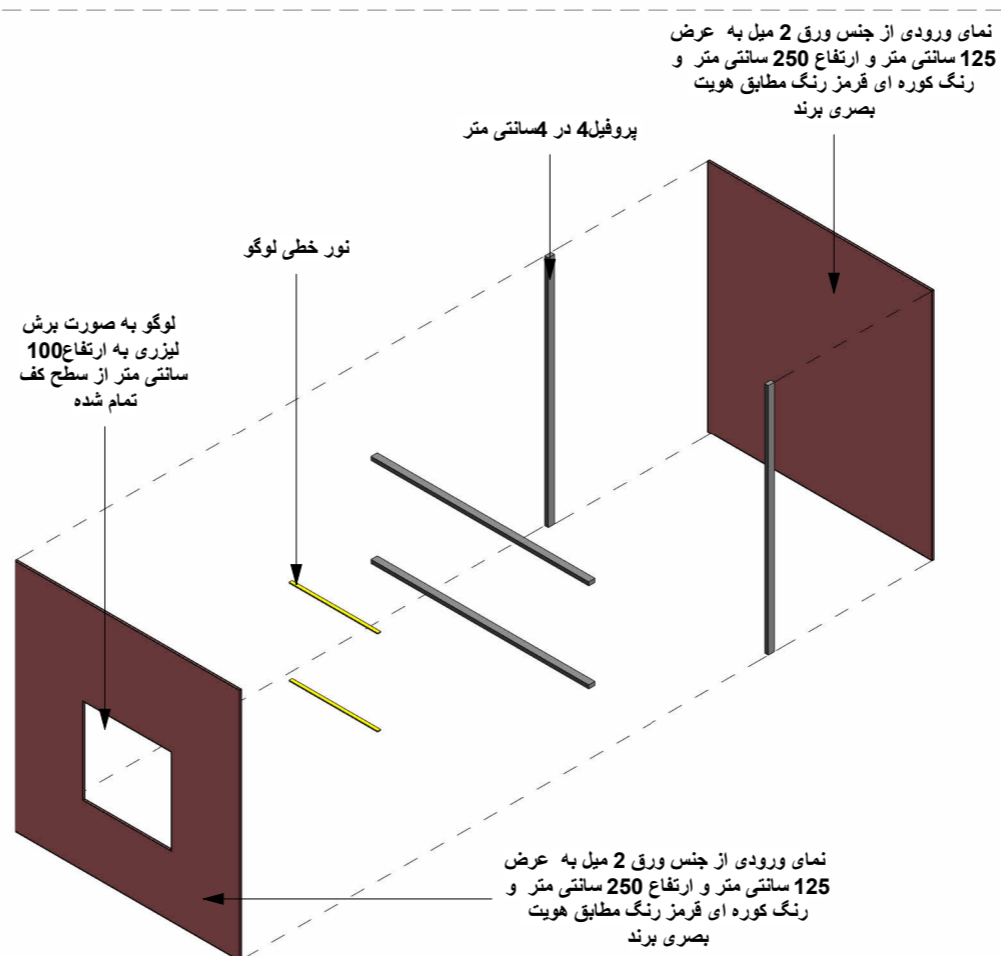 نمای ورودی از جنس ورق 2 میل به عرض
125 سانتی متر و ارتفاع 250 سانتی متر و
رنگ کوره ای قرمز رنگ مطابق هویت
بصری برند
پروفیل4 در 4سانتی متر
نور خطی لوگو
لوگو به صورت برش
لیزری به ارتفاع100
سانتی متر از سطح کف
تمام شده
نمای ورودی از جنس ورق 2 میل به عرض
125 سانتی متر و ارتفاع 250 سانتی متر و
رنگ کوره ای قرمز رنگ مطابق هویت
بصری برند